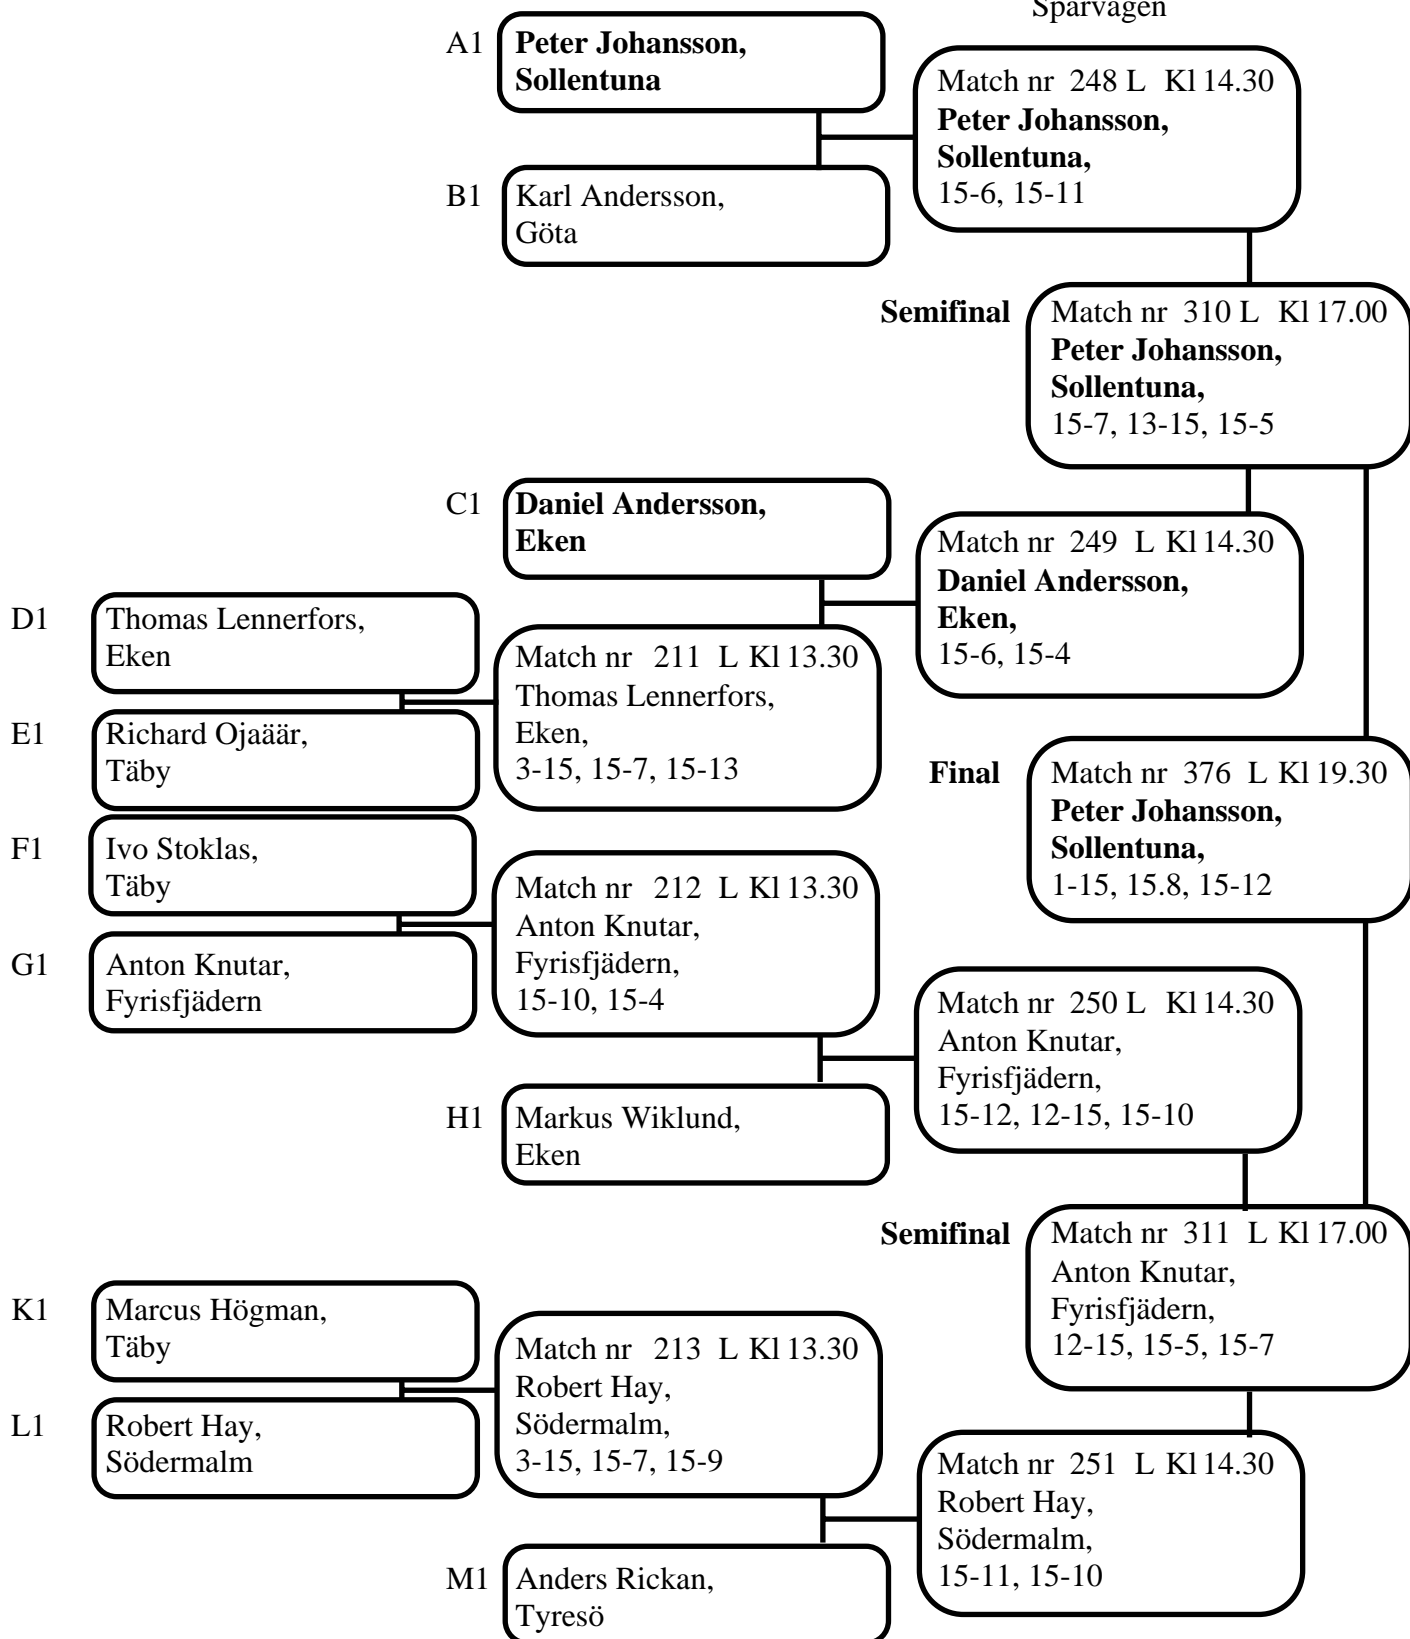 Spårvägen
A1
Peter Johansson,
Sollentuna
Match nr 248 L Kl 14.30
Peter Johansson,
Sollentuna,
15-6, 15-11
B1
Karl Andersson,
Göta
Semifinal
Match nr 310 L Kl 17.00
Peter Johansson,
Sollentuna,
15-7, 13-15, 15-5
C1
Daniel Andersson,
Eken
Match nr 249 L Kl 14.30
Daniel Andersson,
Eken,
15-6, 15-4
D1
Thomas Lennerfors,
Eken
Match nr 211 L Kl 13.30
Thomas Lennerfors,
Eken,
3-15, 15-7, 15-13
E1
Richard Ojaäär,
Täby
Final
Match nr 376 L Kl 19.30
Peter Johansson,
Sollentuna,
1-15, 15.8, 15-12
F1
Ivo Stoklas,
Täby
Match nr 212 L Kl 13.30
Anton Knutar,
Fyrisfjädern,
15-10, 15-4
G1
Anton Knutar,
Fyrisfjädern
Match nr 250 L Kl 14.30
Anton Knutar,
Fyrisfjädern,
15-12, 12-15, 15-10
H1
Markus Wiklund,
Eken
Semifinal
Match nr 311 L Kl 17.00
Anton Knutar,
Fyrisfjädern,
12-15, 15-5, 15-7
K1
Marcus Högman,
Täby
Match nr 213 L Kl 13.30
Robert Hay,
Södermalm,
3-15, 15-7, 15-9
L1
Robert Hay,
Södermalm
Match nr 251 L Kl 14.30
Robert Hay,
Södermalm,
15-11, 15-10
M1
Anders Rickan,
Tyresö